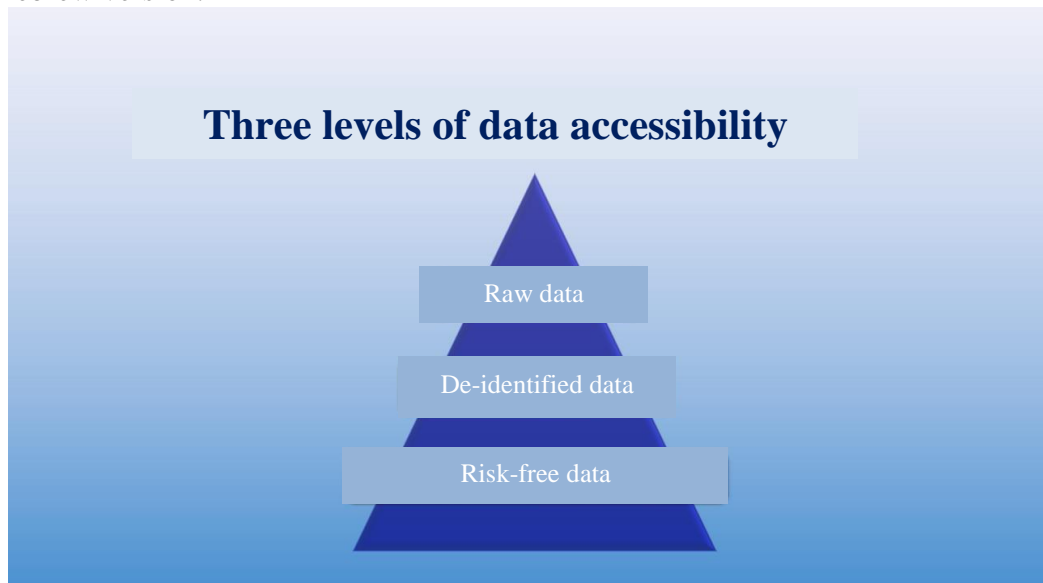 Three levels of data accessibility
Raw data
De-identified data
Risk-free data